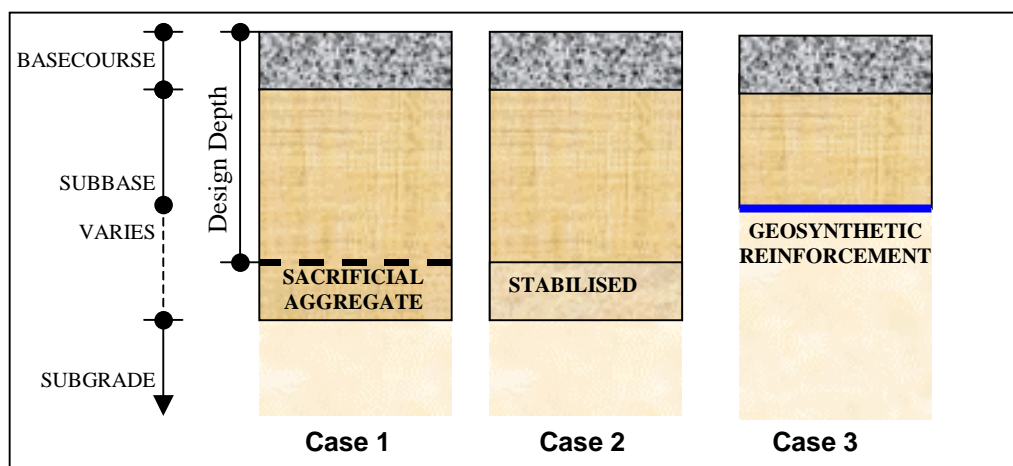 BASECOURSE
SUBBASE
VARIES
SUBGRADE
Design Depth
SACRIFICIAL
AGGREGATE
STABILISED
GEOSYNTHETIC
REINFORCEMENT
Case 1
Case 2
Case 3